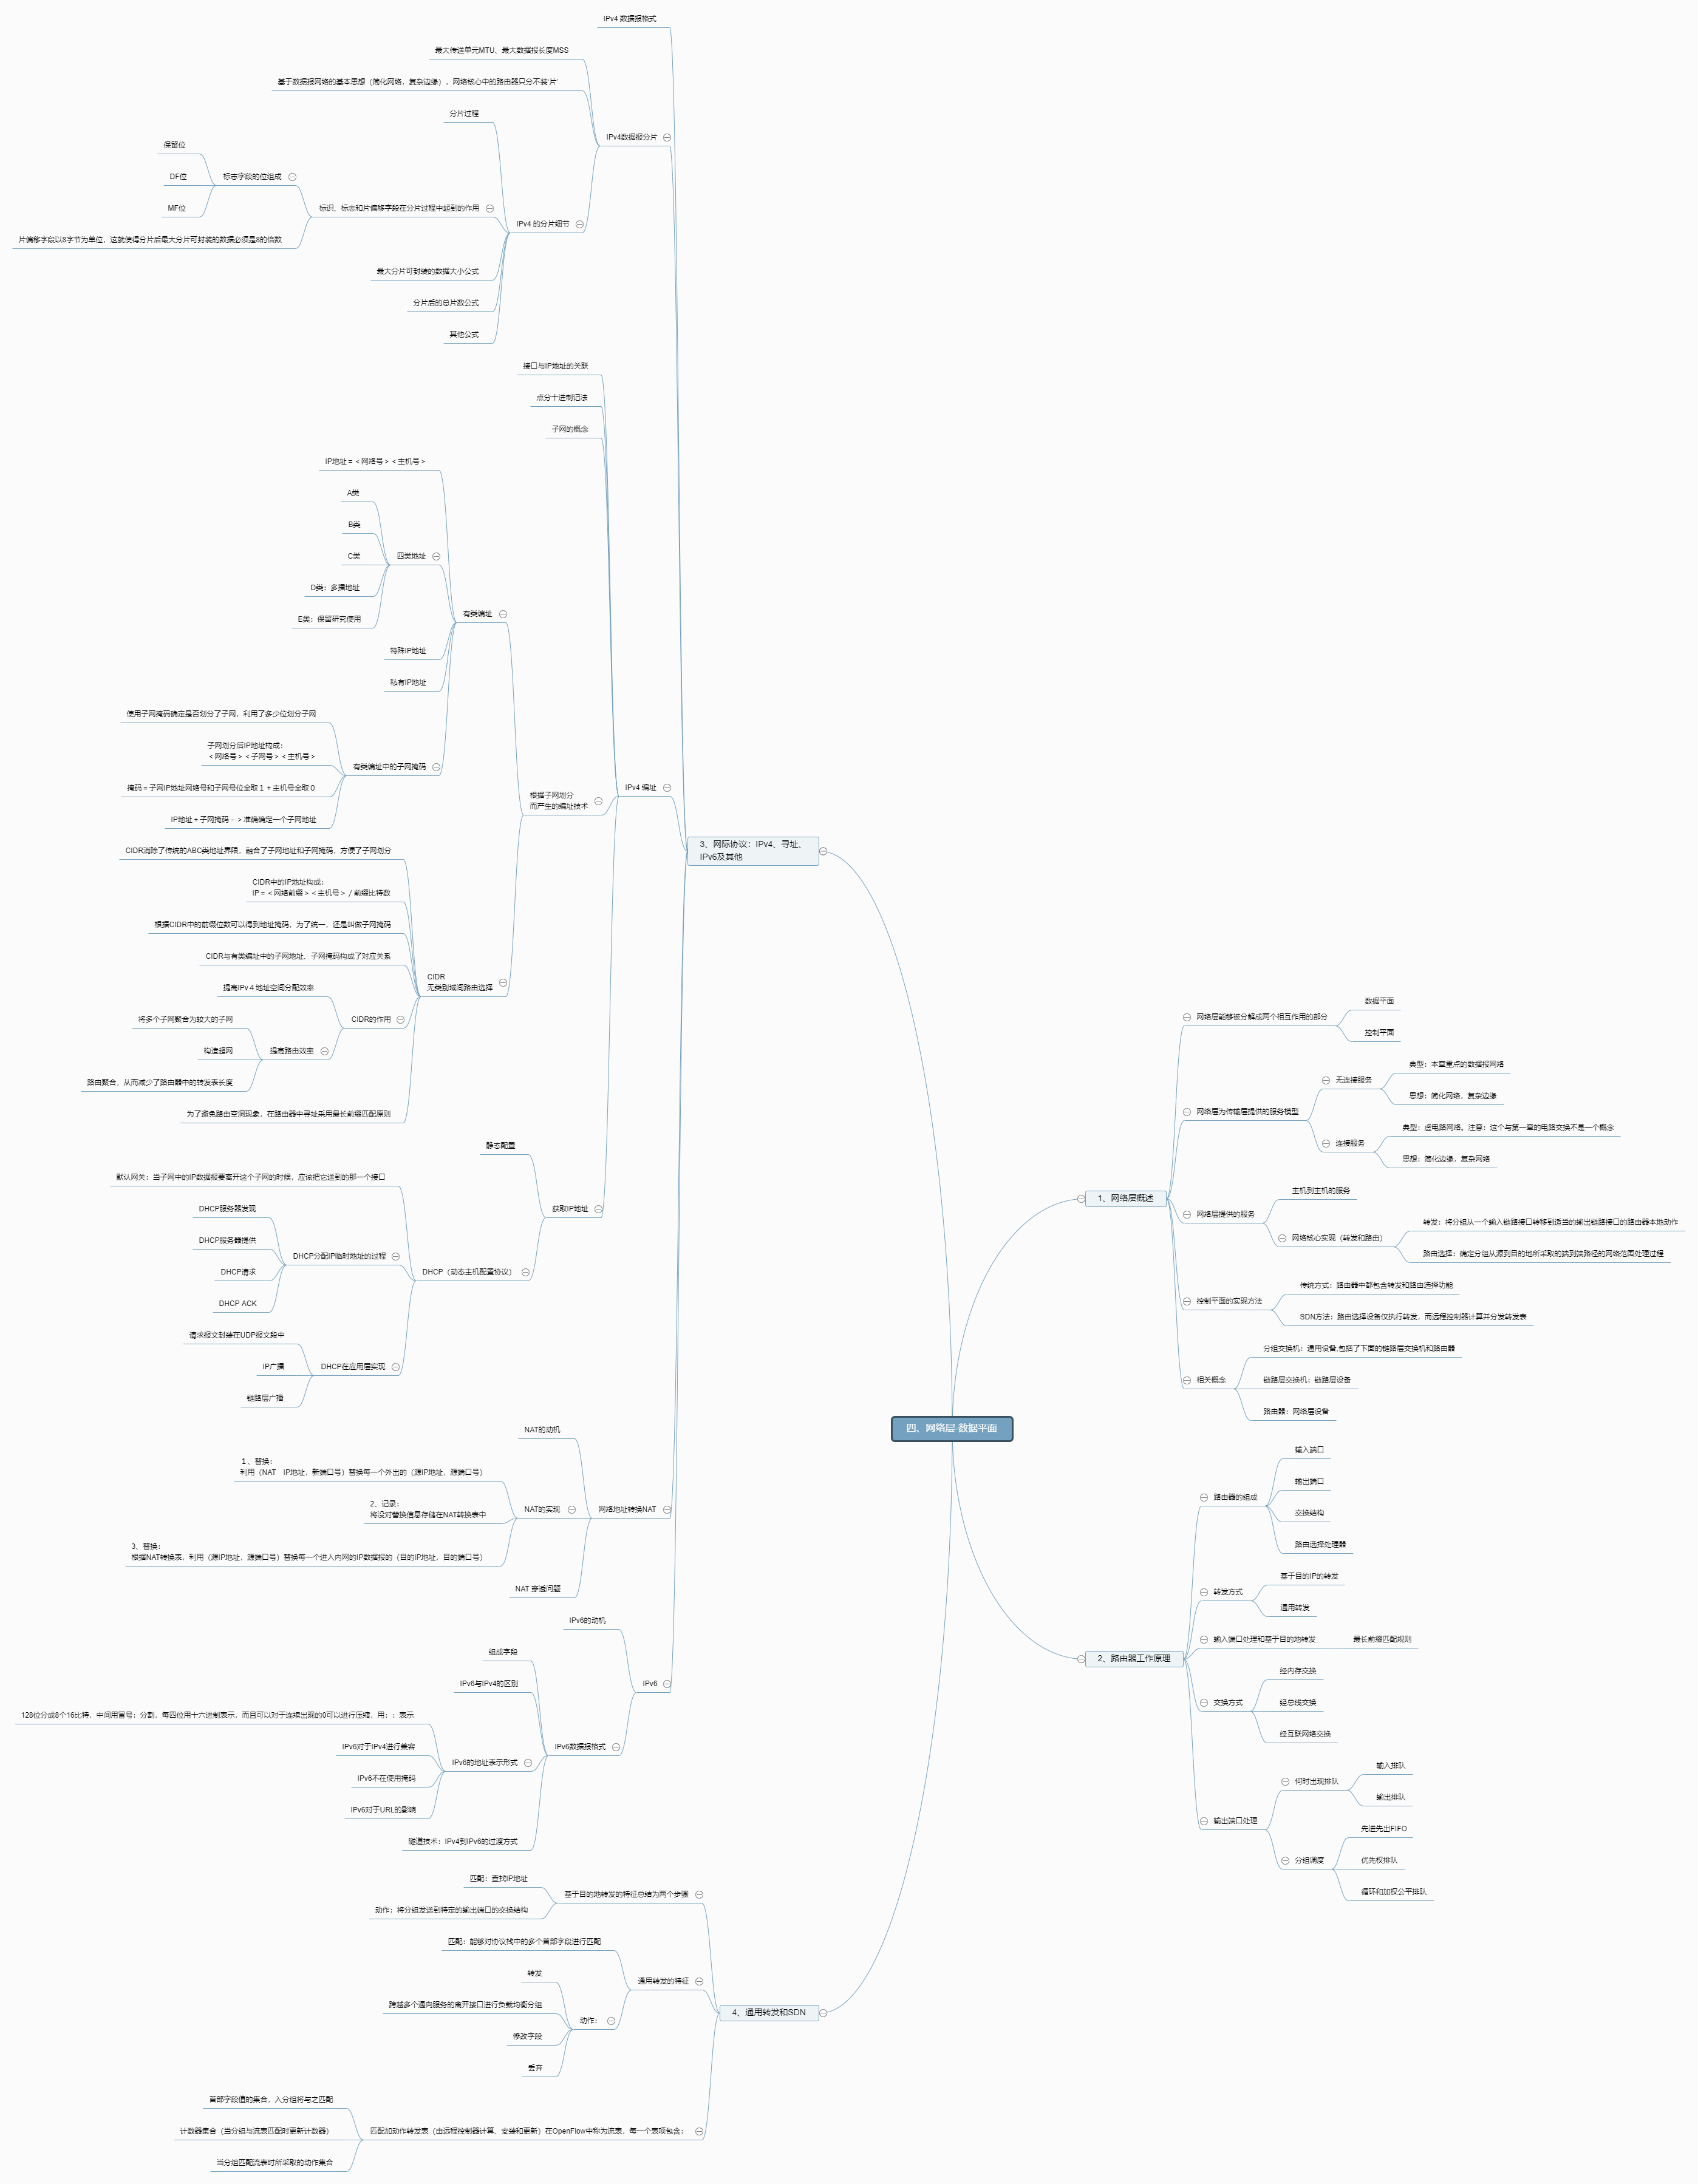 四、网络层-数据平面
1、网络层概述
网络层能够被分解成两个相互作用的部分
数据平面
控制平面
网络层为传输层提供的服务模型
无连接服务
典型：本章重点的数据报网络
思想：简化网络，复杂边缘
连接服务
典型：虚电路网络。注意：这个与第一章的电路交换不是一个概念
思想：简化边缘，复杂网络
网络层提供的服务
主机到主机的服务
网络核心实现（转发和路由）
转发：将分组从一个输入链路接口转移到适当的输出链路接口的路由器本地动作
路由选择：确定分组从源到目的地所采取的端到端路径的网络范围处理过程
控制平面的实现方法
传统方式：路由器中都包含转发和路由选择功能
SDN方法：路由选择设备仅执行转发，而远程控制器计算并分发转发表
相关概念
分组交换机：通用设备,包括了下面的链路层交换机和路由器
链路层交换机：链路层设备
路由器：网络层设备
2、路由器工作原理
路由器的组成
输入端口
输出端口
交换结构
路由选择处理器
转发方式
基于目的IP的转发
通用转发
输入端口处理和基于目的地转发
最长前缀匹配规则
交换方式
经内存交换
经总线交换
经互联网络交换
输出端口处理
何时出现排队
输入排队
输出排队
分组调度
先进先出FIFO
优先权排队
循环和加权公平排队
3、网际协议：IPv4、寻址、
IPv6及其他
IPv4 数据报格式
IPv4数据报分片
最大传送单元MTU、最大数据报长度MSS
基于数据报网络的基本思想（简化网络，复杂边缘），网络核心中的路由器只分不装‘片’
IPv4 的分片细节
分片过程
标识、标志和片偏移字段在分片过程中起到的作用
标志字段的位组成
保留位
DF位
MF位
片偏移字段以8字节为单位，这就使得分片后最大分片可封装的数据必须是8的倍数
最大分片可封装的数据大小公式
分片后的总片数公式
其他公式
IPv4 编址
接口与IP地址的关联
点分十进制记法
子网的概念
根据子网划分
而产生的编址技术
有类编址
IP地址＝＜网络号＞＜主机号＞
四类地址
A类
B类
C类
D类：多播地址
E类：保留研究使用
特殊IP地址
私有IP地址
有类编址中的子网掩码
使用子网掩码确定是否划分了子网，利用了多少位划分子网
子网划分后IP地址构成：
＜网络号＞＜子网号＞＜主机号＞
掩码＝子网IP地址网络号和子网号位全取１＋主机号全取０
IP地址＋子网掩码－＞准确确定一个子网地址
CIDR
无类别域间路由选择
CIDR消除了传统的ABC类地址界限，融合了子网地址和子网掩码，方便了子网划分
CIDR中的IP地址构成：
IP＝＜网络前缀＞＜主机号＞／前缀比特数
根据CIDR中的前缀位数可以得到地址掩码，为了统一，还是叫做子网掩码
CIDR与有类编址中的子网地址、子网掩码构成了对应关系
CIDR的作用
提高IPv４地址空间分配效率
提高路由效率
将多个子网聚合为较大的子网
构造超网
路由聚合，从而减少了路由器中的转发表长度
为了避免路由空洞现象，在路由器中寻址采用最长前缀匹配原则
获取IP地址
静态配置
DHCP（动态主机配置协议）
默认网关：当子网中的IP数据报要离开这个子网的时候，应该把它送到的那一个接口
DHCP分配IP临时地址的过程
DHCP服务器发现
DHCP服务器提供
DHCP请求
DHCP ACK
DHCP在应用层实现
请求报文封装在UDP报文段中
IP广播
链路层广播
网络地址转换NAT
NAT的动机
NAT的实现
１、替换：
利用（NAT　IP地址，新端口号）替换每一个外出的（源IP地址，源端口号）
2、记录：
将没对替换信息存储在NAT转换表中
3、替换：
根据NAT转换表，利用（源IP地址，源端口号）替换每一个进入内网的IP数据报的（目的IP地址，目的端口号）
NAT 穿透问题
IPv6
IPv6的动机
IPv6数据报格式
组成字段
IPv6与IPv4的区别
IPv6的地址表示形式
128位分成8个16比特，中间用冒号：分割，每四位用十六进制表示，而且可以对于连续出现的0可以进行压缩，用：：表示
IPv6对于IPv4进行兼容
IPv6不在使用掩码
IPv6对于URL的影响
隧道技术：IPv4到IPv6的过渡方式
4、通用转发和SDN
基于目的地转发的特征总结为两个步骤
匹配：查找IP地址
动作：将分组发送到特定的输出端口的交换结构
通用转发的特征
匹配：能够对协议栈中的多个首部字段进行匹配
动作：
转发
跨越多个通向服务的离开接口进行负载均衡分组
修改字段
丢弃
匹配加动作转发表（由远程控制器计算、安装和更新）在OpenFlow中称为流表，每一个表项包含：
首部字段值的集合，入分组将与之匹配
计数器集合（当分组与流表匹配时更新计数器）
当分组匹配流表时所采取的动作集合